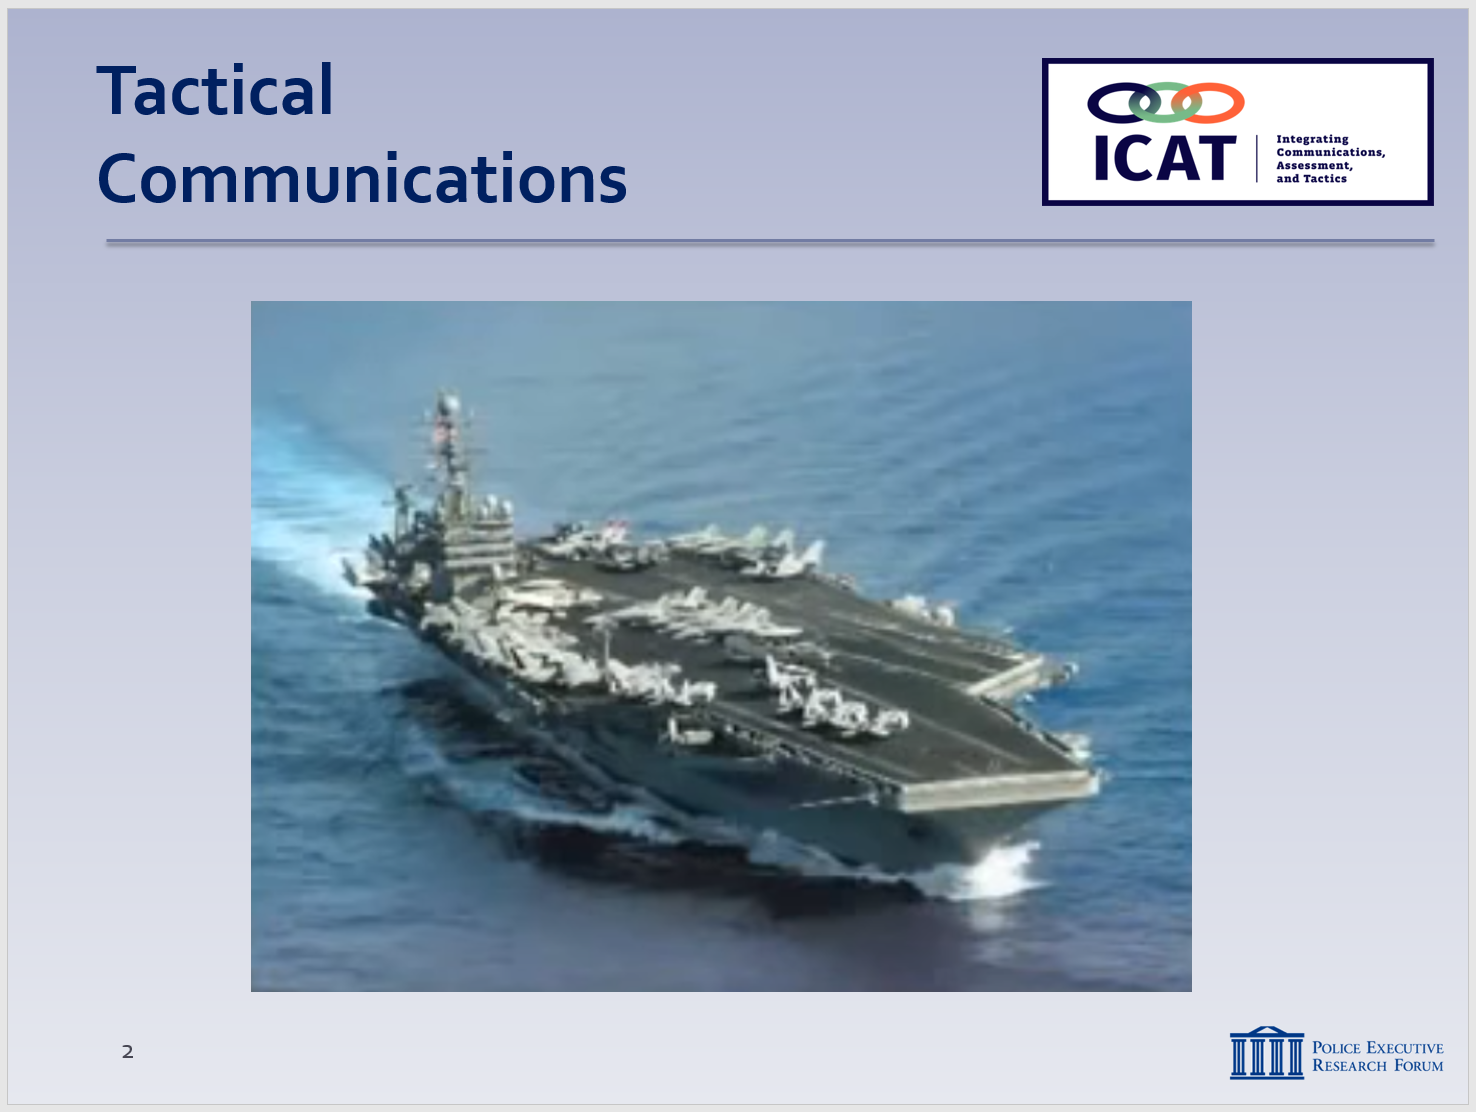 Tactical
Communications
ICAT
Integrating
Communications,
Assessment,
and Tactics
2
Police Executive
Research Forum